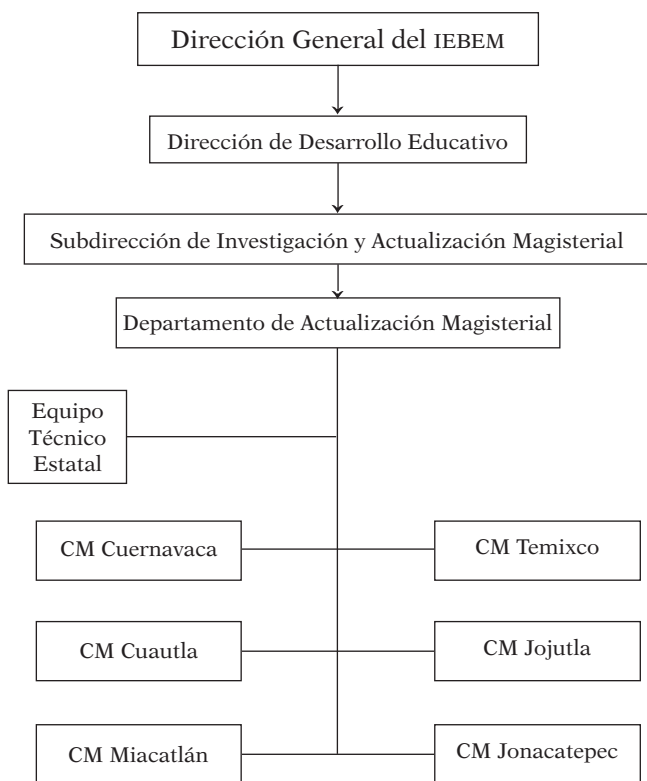 Dirección General del IEBEM
Dirección de Desarrollo Educativo
Subdirección de Investigación y Actualización Magisterial
Departamento de Actualización Magisterial
Equipo
Técnico
Estatal
CM Cuernavaca
CM Temixco
CM Cuautla
CM Jojutla
CM Miacatlán
CM Jonacatepec